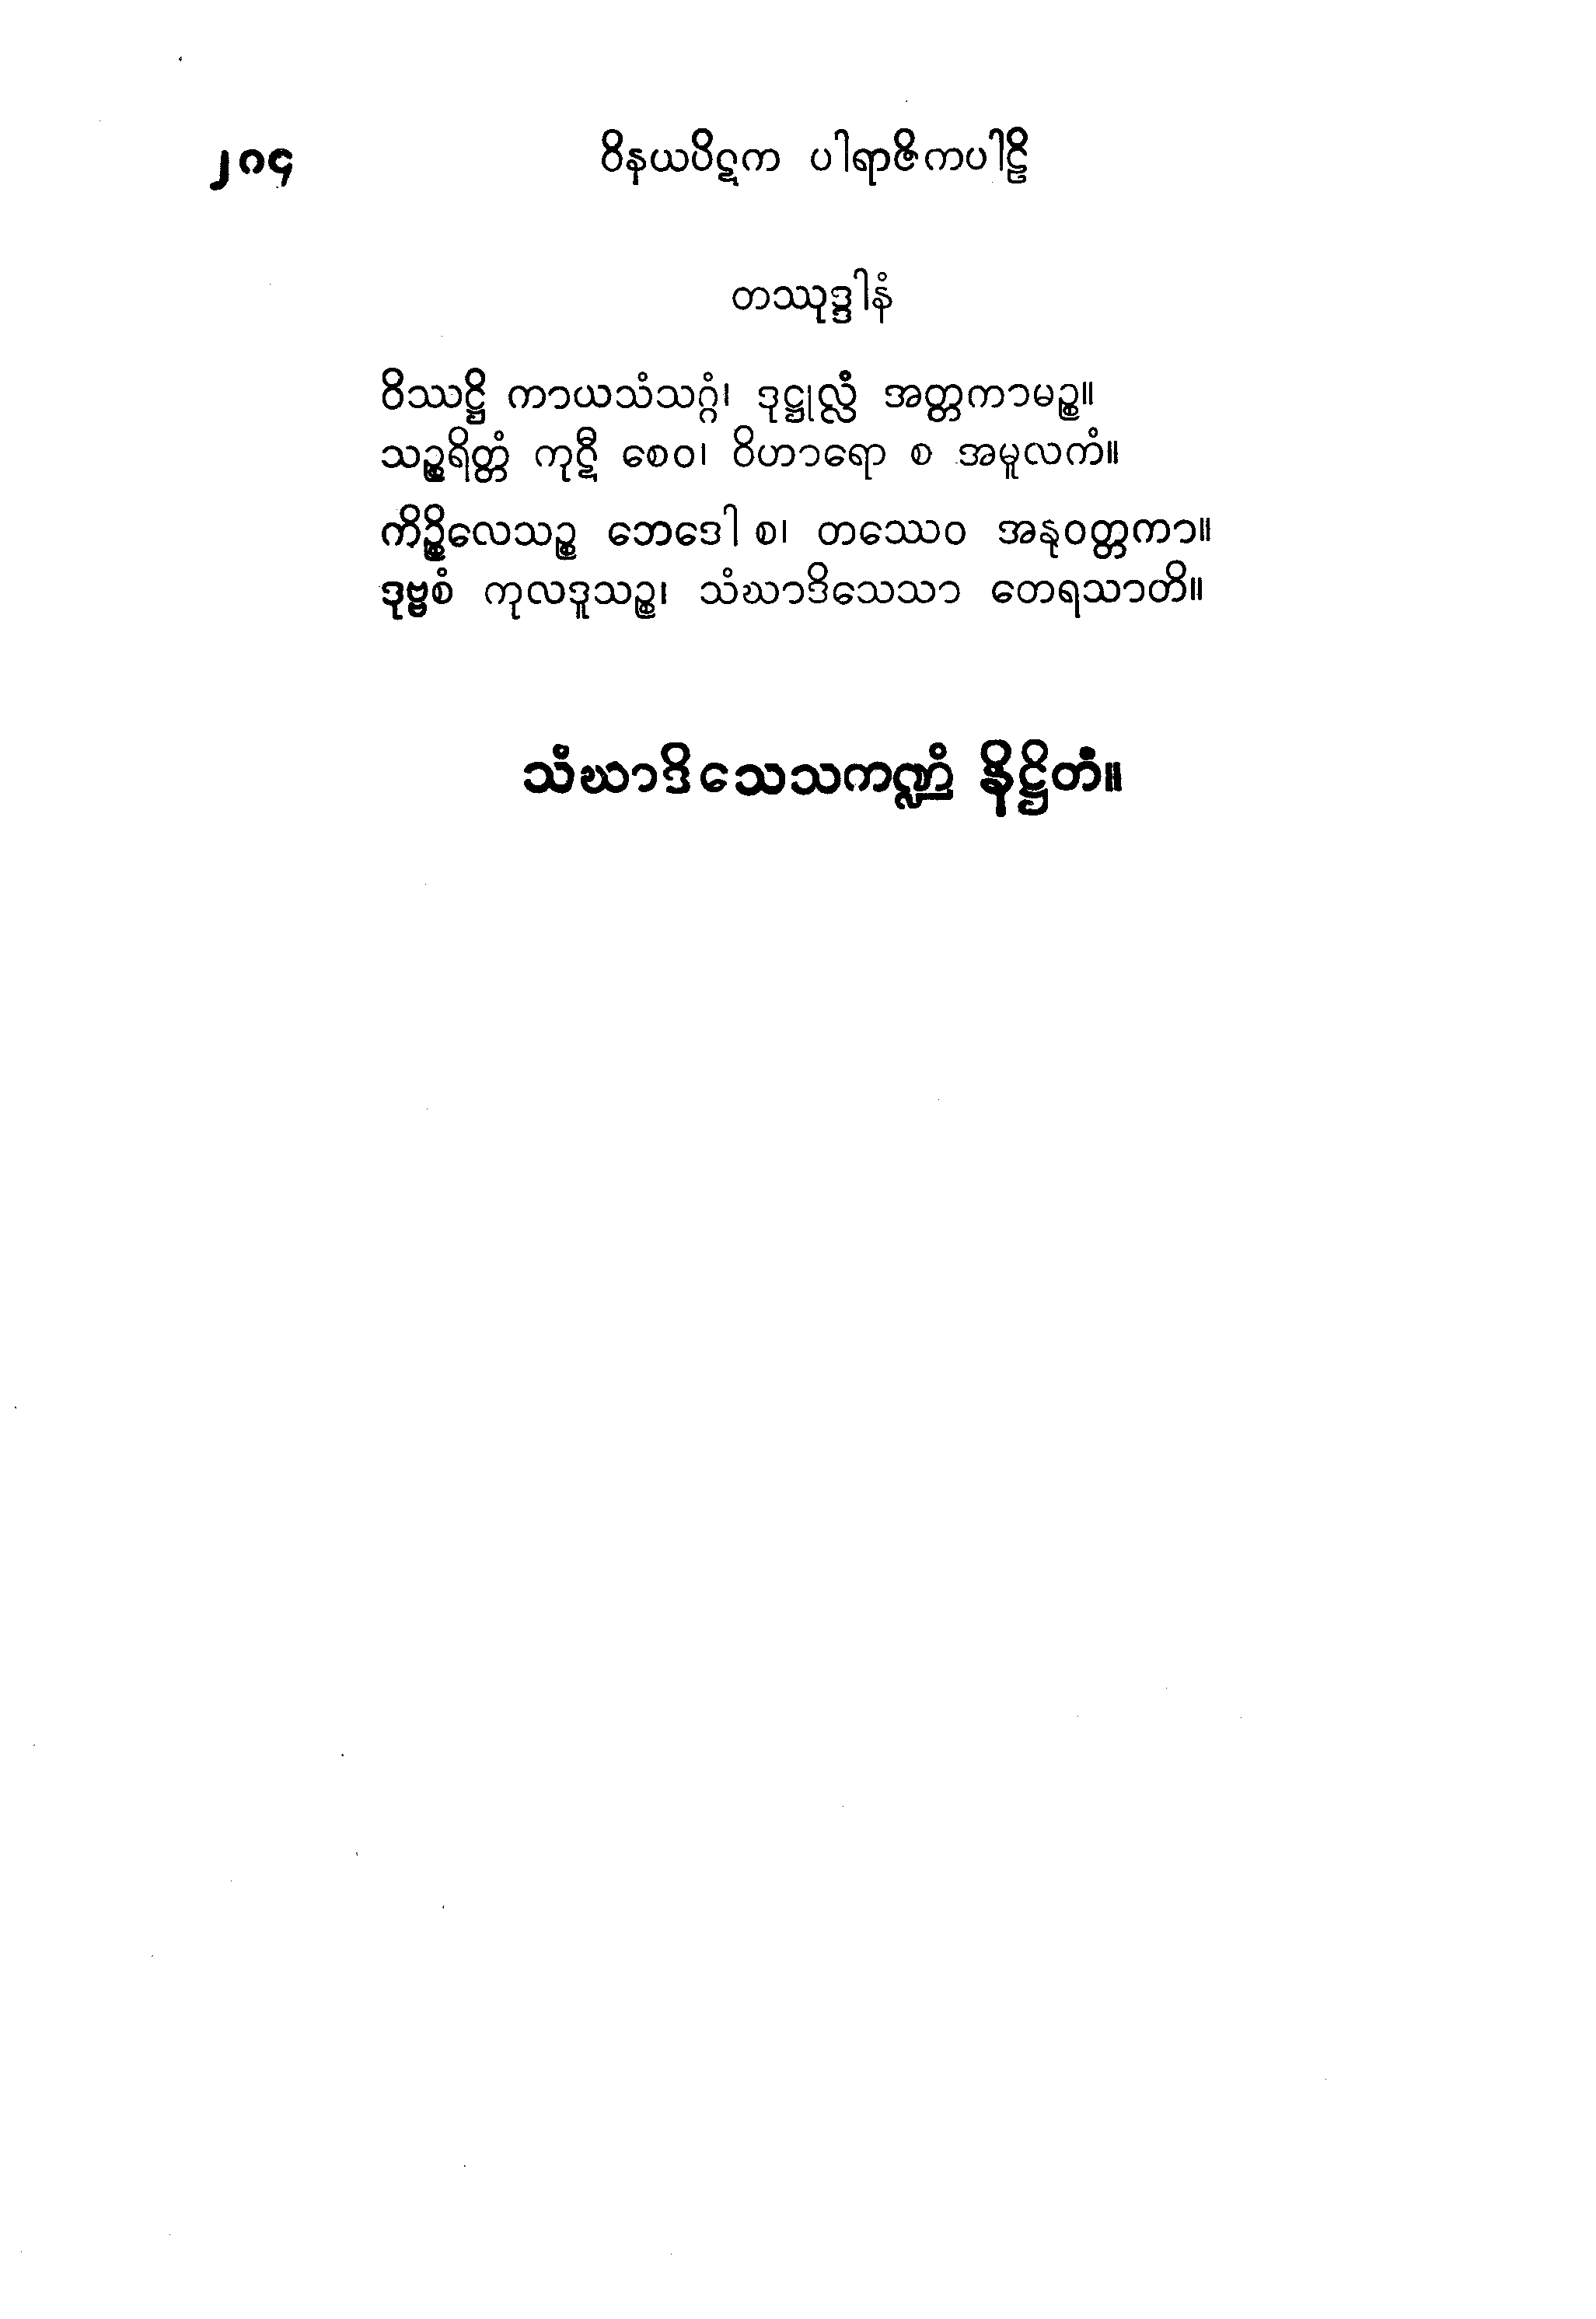 ၂၈၄ ဝိနယပိဋက ပါရာဇိကပါဠိ
တဿုဒ္ဒါနံ
ဝိဿဋ္ဌိ ကာယသံသဂ္ဂံ၊ ဒုဋ္ဌုလ္လံ အတ္တကာမဉ္စ။
သဉ္စရိတ္တံ ကုဋီ စေဝ၊ ဝိဟာရော စ အမူလကံ။
ကိဉ္စိလေသဉ္စ ဘေဒေါ စ၊ တဿေဝ အနုဝတ္တကာ။
ဒုဗ္ဗစံ ကုလဒူသဉ္စ၊ သံဃာဒိသေသာ တေရသာတိ။
သံဃာဒိသေသကဏ္ဍံ နိဋ္ဌိတံ။